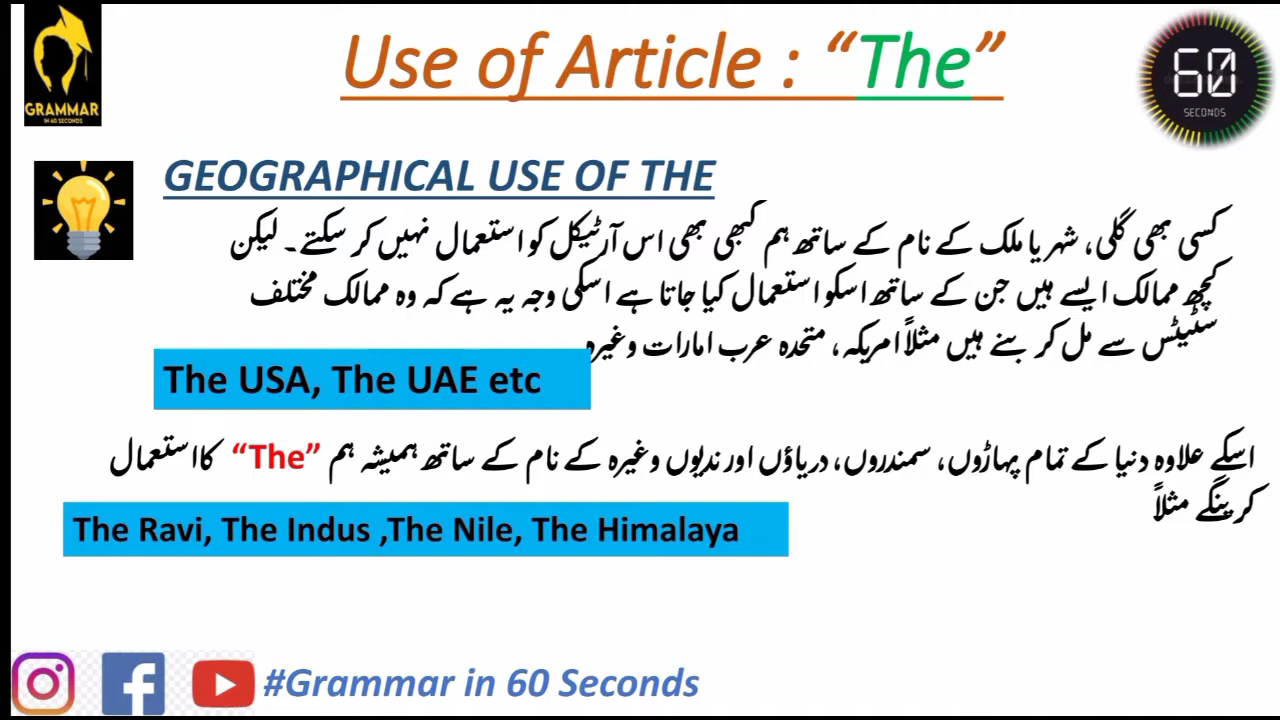 Use of Article : “The”
GRAMMAR
IN 60 SECONDS
60
SECONDS
GEOGRAPHICAL USE OF THE
کسی بھی گلی، شہر یا ملک کے نام کے ساتھ ہم کبھی بھی اس آرٹیکل کو استعمال نہیں کر سکتے۔ لیکن
کچھ ممالک ایسے ہیں جن کے ساتھ اسکو استعمال کیا جاتا ہے اسکی وجہ یہ ہے کہ وہ ممالک مختلف
سٹیٹس سے مل کر بنے ہیں مثلاً امریکہ، متحدہ عرب امارات وغیرہ
The USA, The UAE etc
اسکے علاوہ دنیا کے تمام پہاڑوں، سمندروں، دریاؤں اور ندیوں وغیرہ کے نام کے ساتھ ہمیشہ ہم “The” کا استعمال
کرینگے مثلاً
The Ravi, The Indus ,The Nile, The Himalaya
#Grammar in 60 Seconds